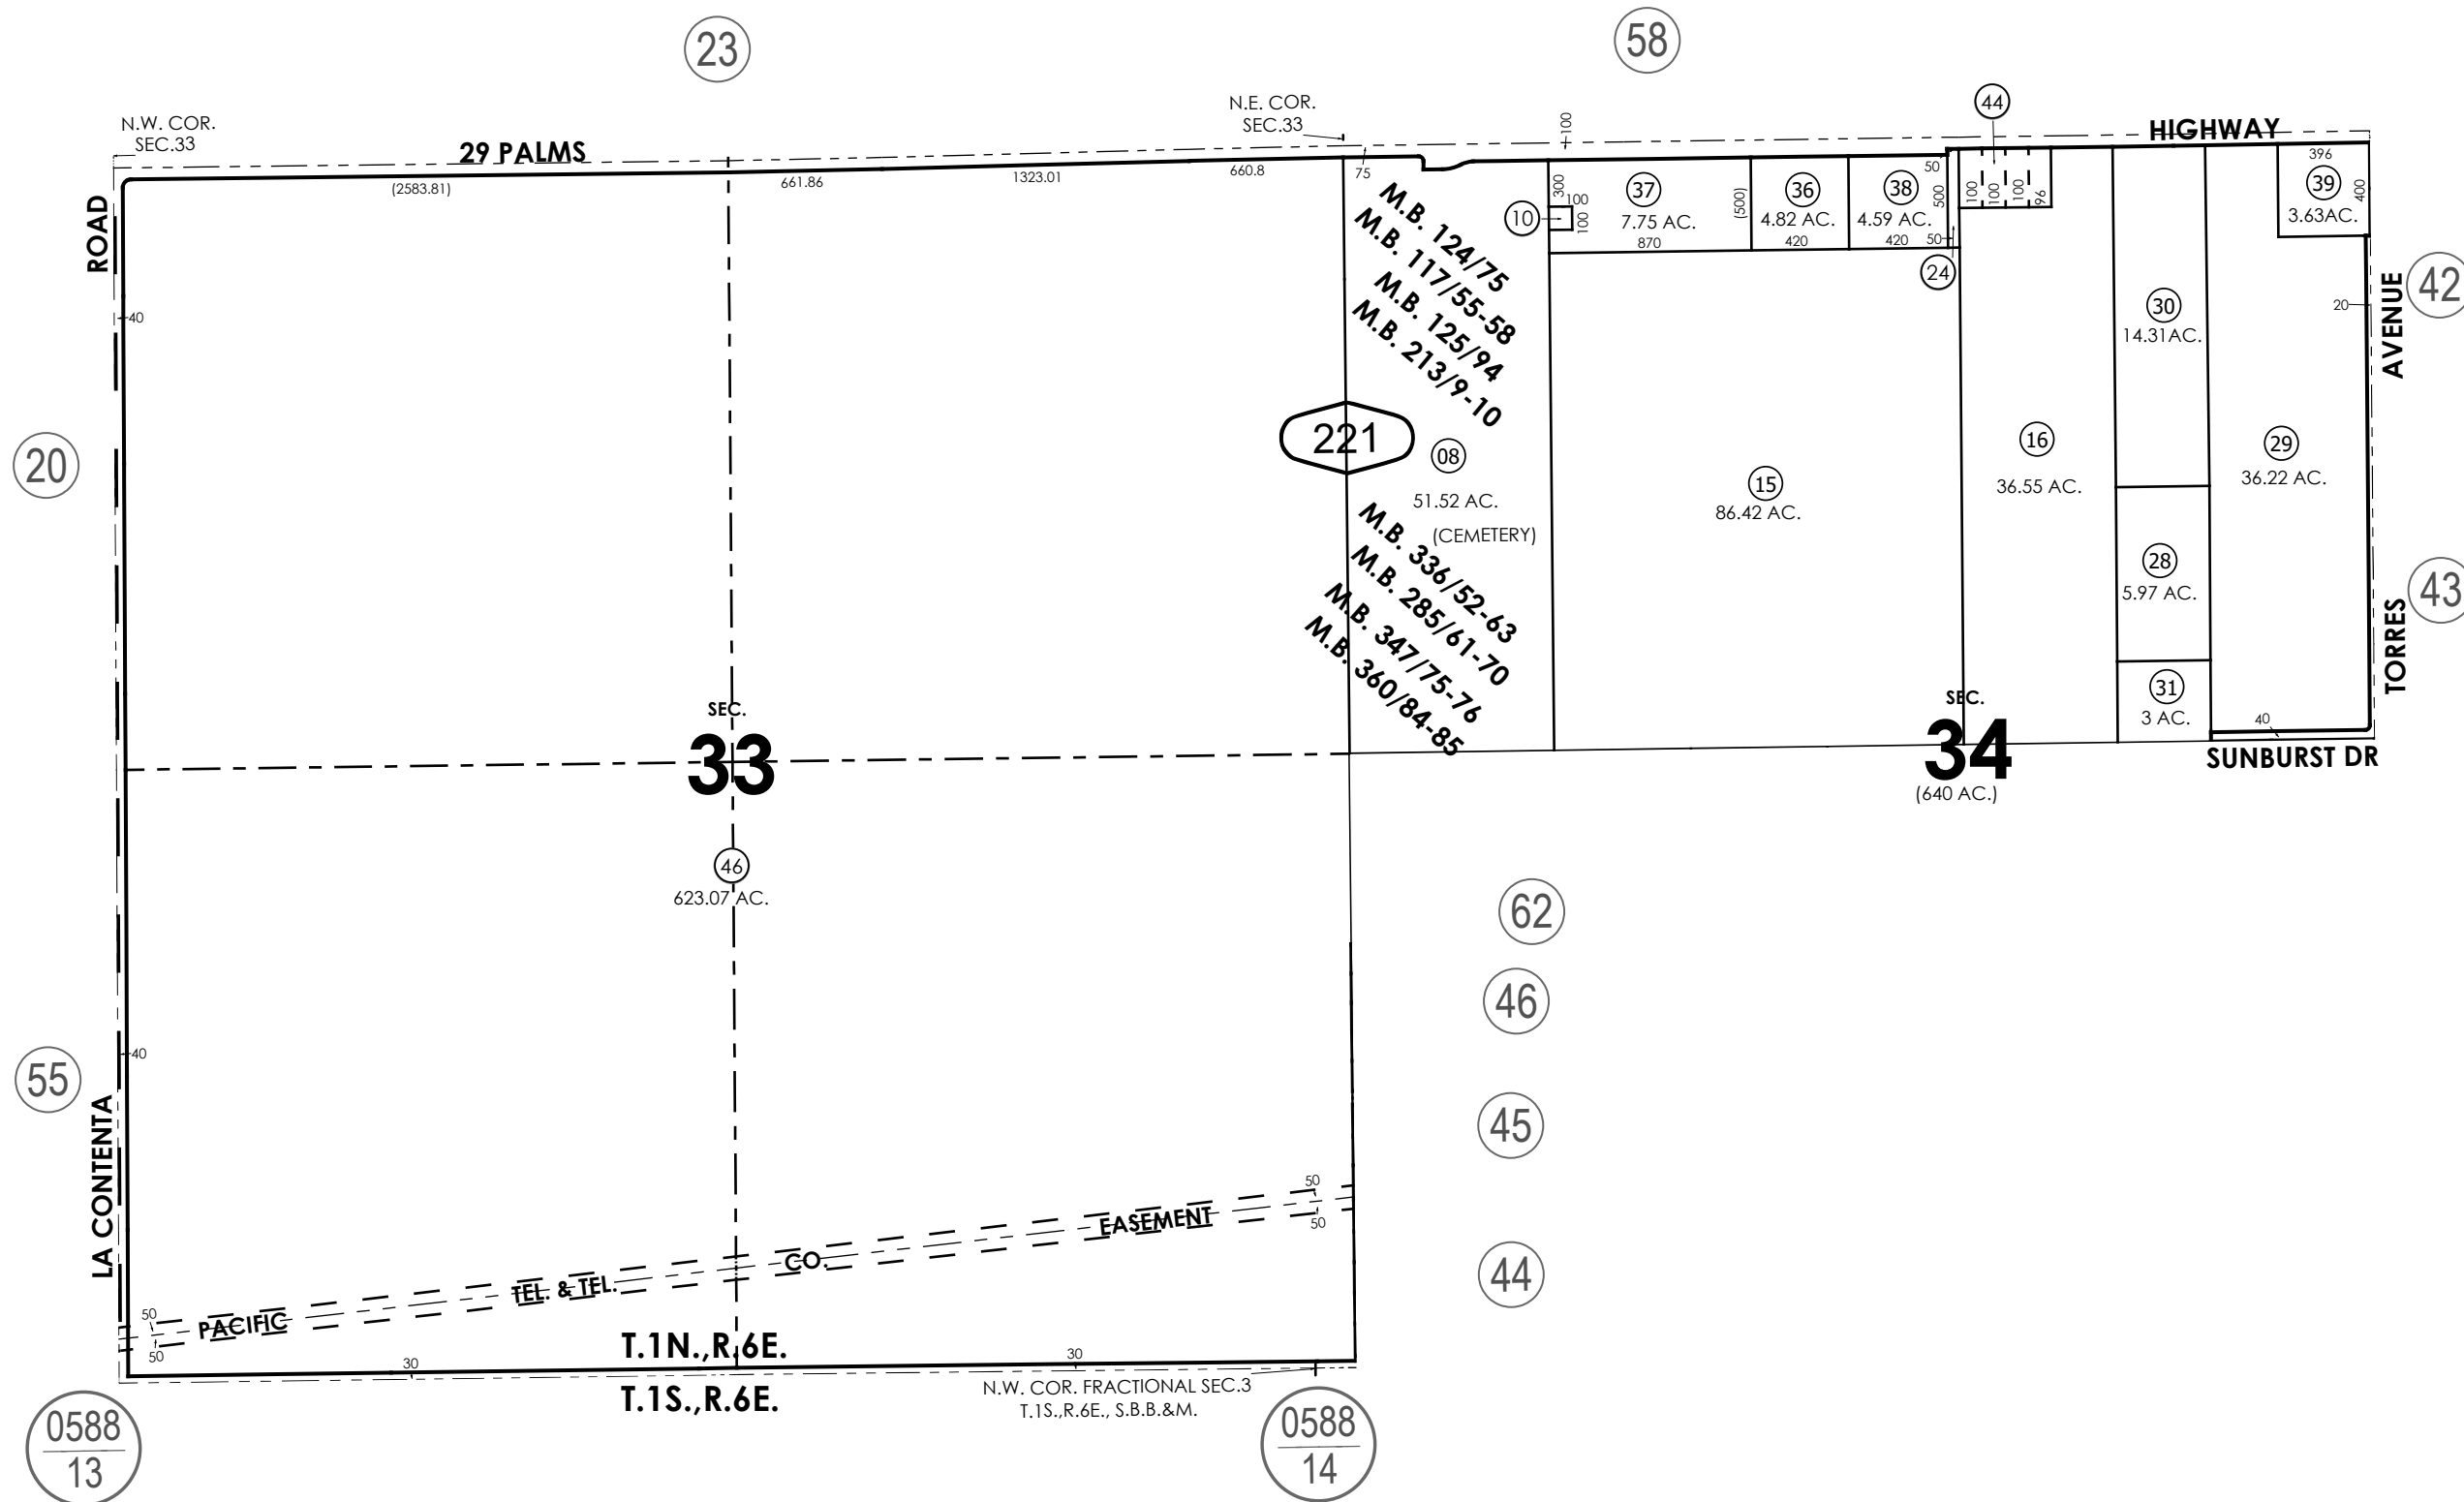 23
58
N.W. COR.
SEC.33
29 PALMS
N.E. COR.
SEC.33
100
44
HIGHWAY
(2583.81)
661.86
1323.01
660.8
75
ROAD
40
20
55
40
LA CONTENTA
M.B. 124/75
M.B. 117/55-58
M.B. 125/94
M.B. 213/9-10
221
08
51.52 AC.
(CEMETERY)
M.B. 336/52-63
M.B. 285/61-70
M.B. 347/75-76
M.B. 360/84-85
10
300
100
100
37
7.75 AC.
870
(500)
36
4.82 AC.
420
38
4.59 AC.
420
50
500
50
24
100
100
100
96
396
39
3.63AC.
400
15
86.42 AC.
16
36.55 AC.
30
14.31AC.
28
5.97 AC.
31
3 AC.
29
36.22 AC.
20
40
AVENUE
TORRES
42
43
SUNBURST DR
SEC.
33
SEC.
34
(640 AC.)
46
623.07 AC.
62
46
45
44
50
50
PACIFIC
TEL. & TEL.
CO.
EASEMENT
50
50
30
T.1N.,R.6E.
30
T.1S.,R.6E.
N.W. COR. FRACTIONAL SEC.3
T.1S.,R.6E., S.B.B.&M.
0588
13
0588
14